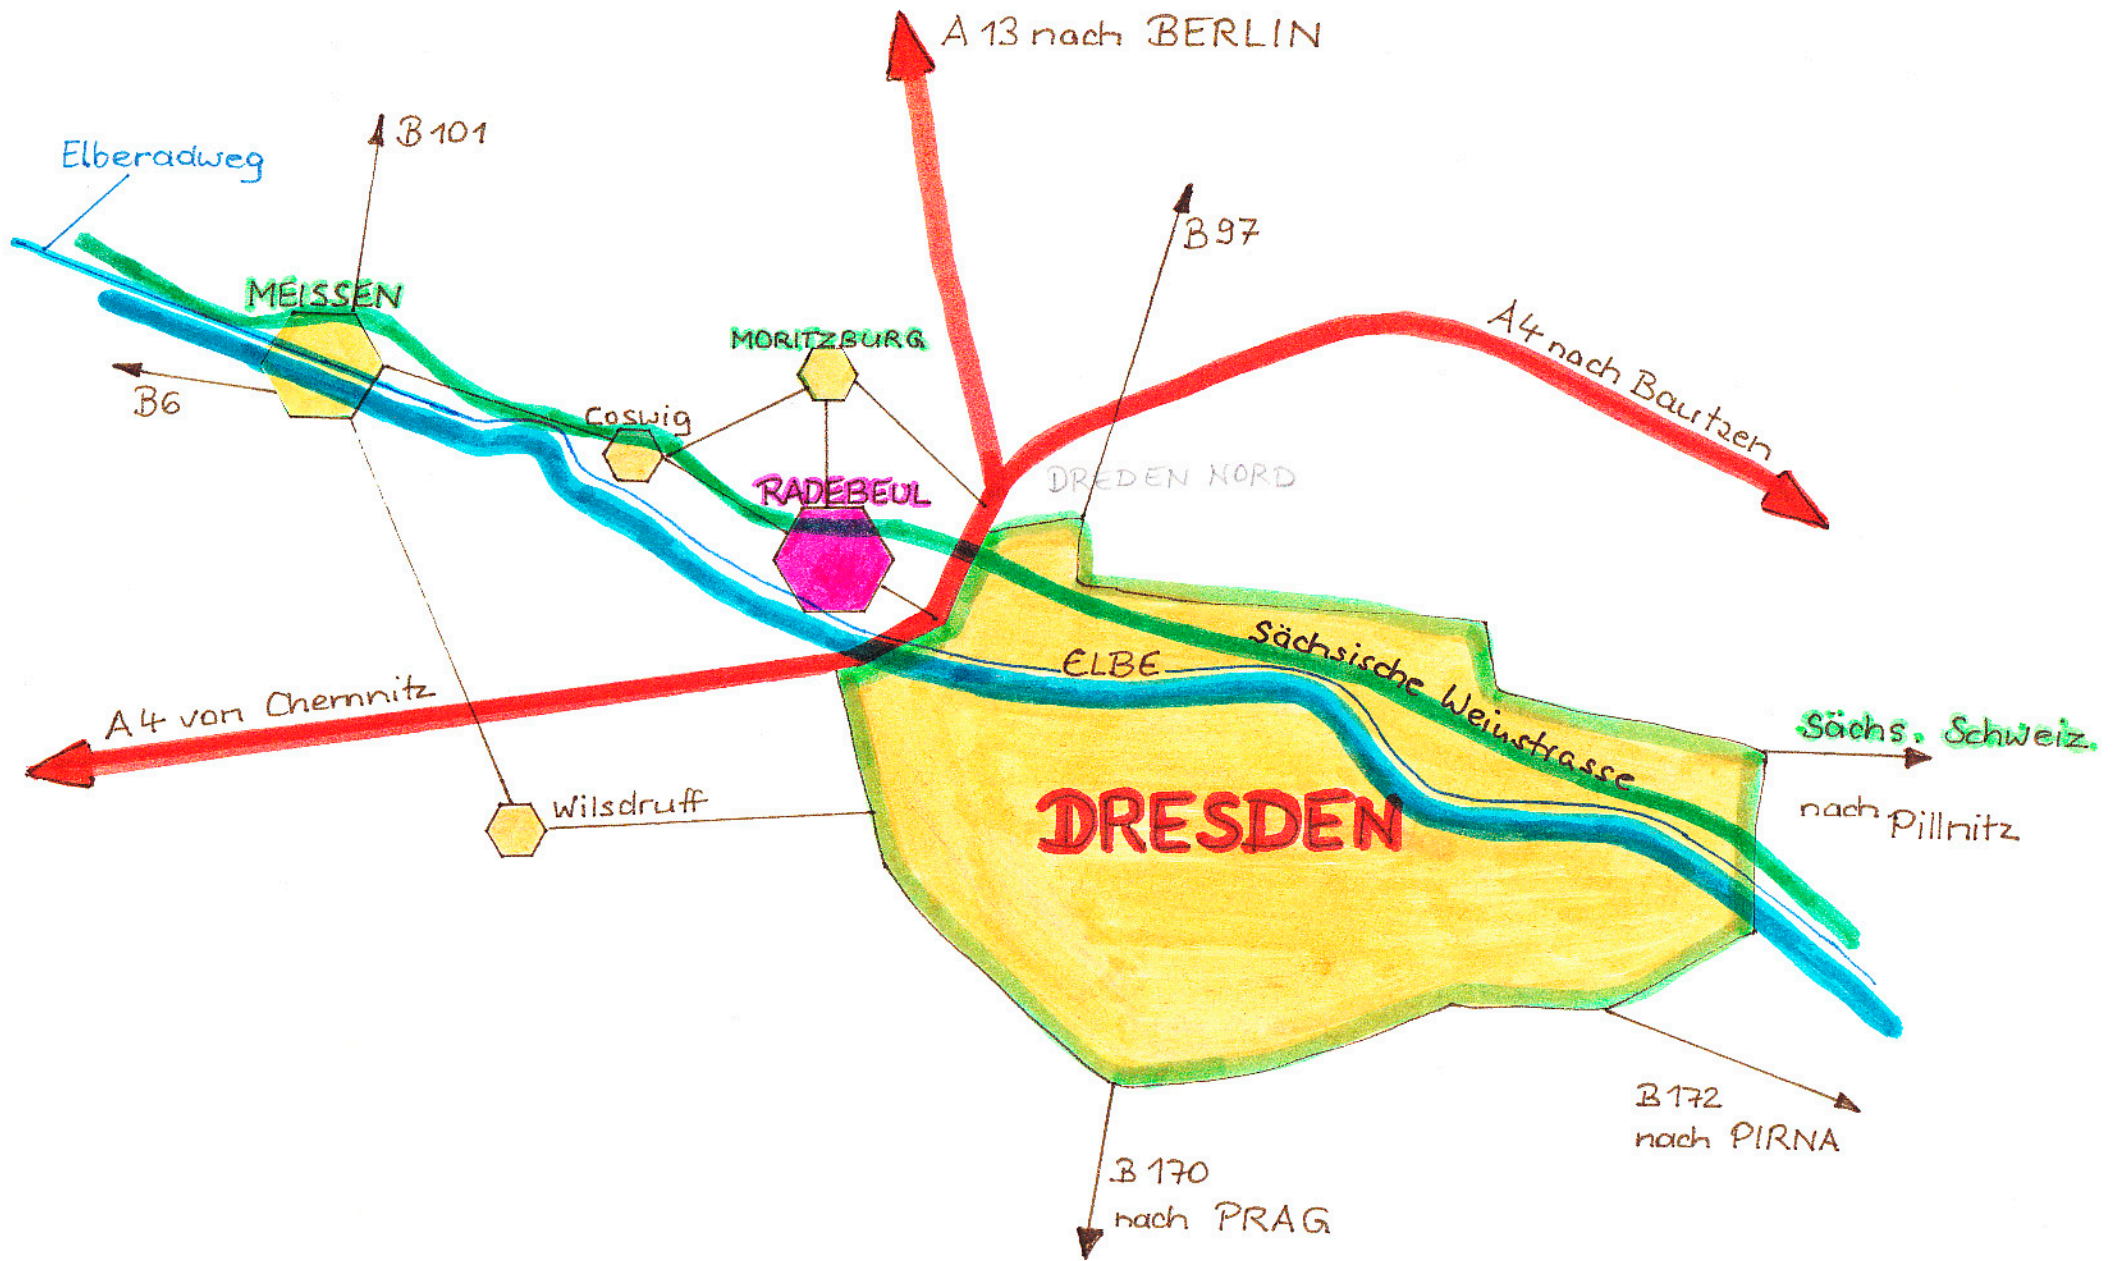 A 13 nach BERLIN
B 101
Elberadweg
B 97
MEISSEN
A4 nach Bautzen
MORITZBURG
B6
Coswig
DREDEN NORD
RADEBEUL
Sächsische Weinstrasse
ELBE
A4 von Chemnitz
Sächs. Schweiz.
Wilsdruff
nach Pillnitz
DRESDEN
B 172
nach PIRNA
B 170
nach PRAG